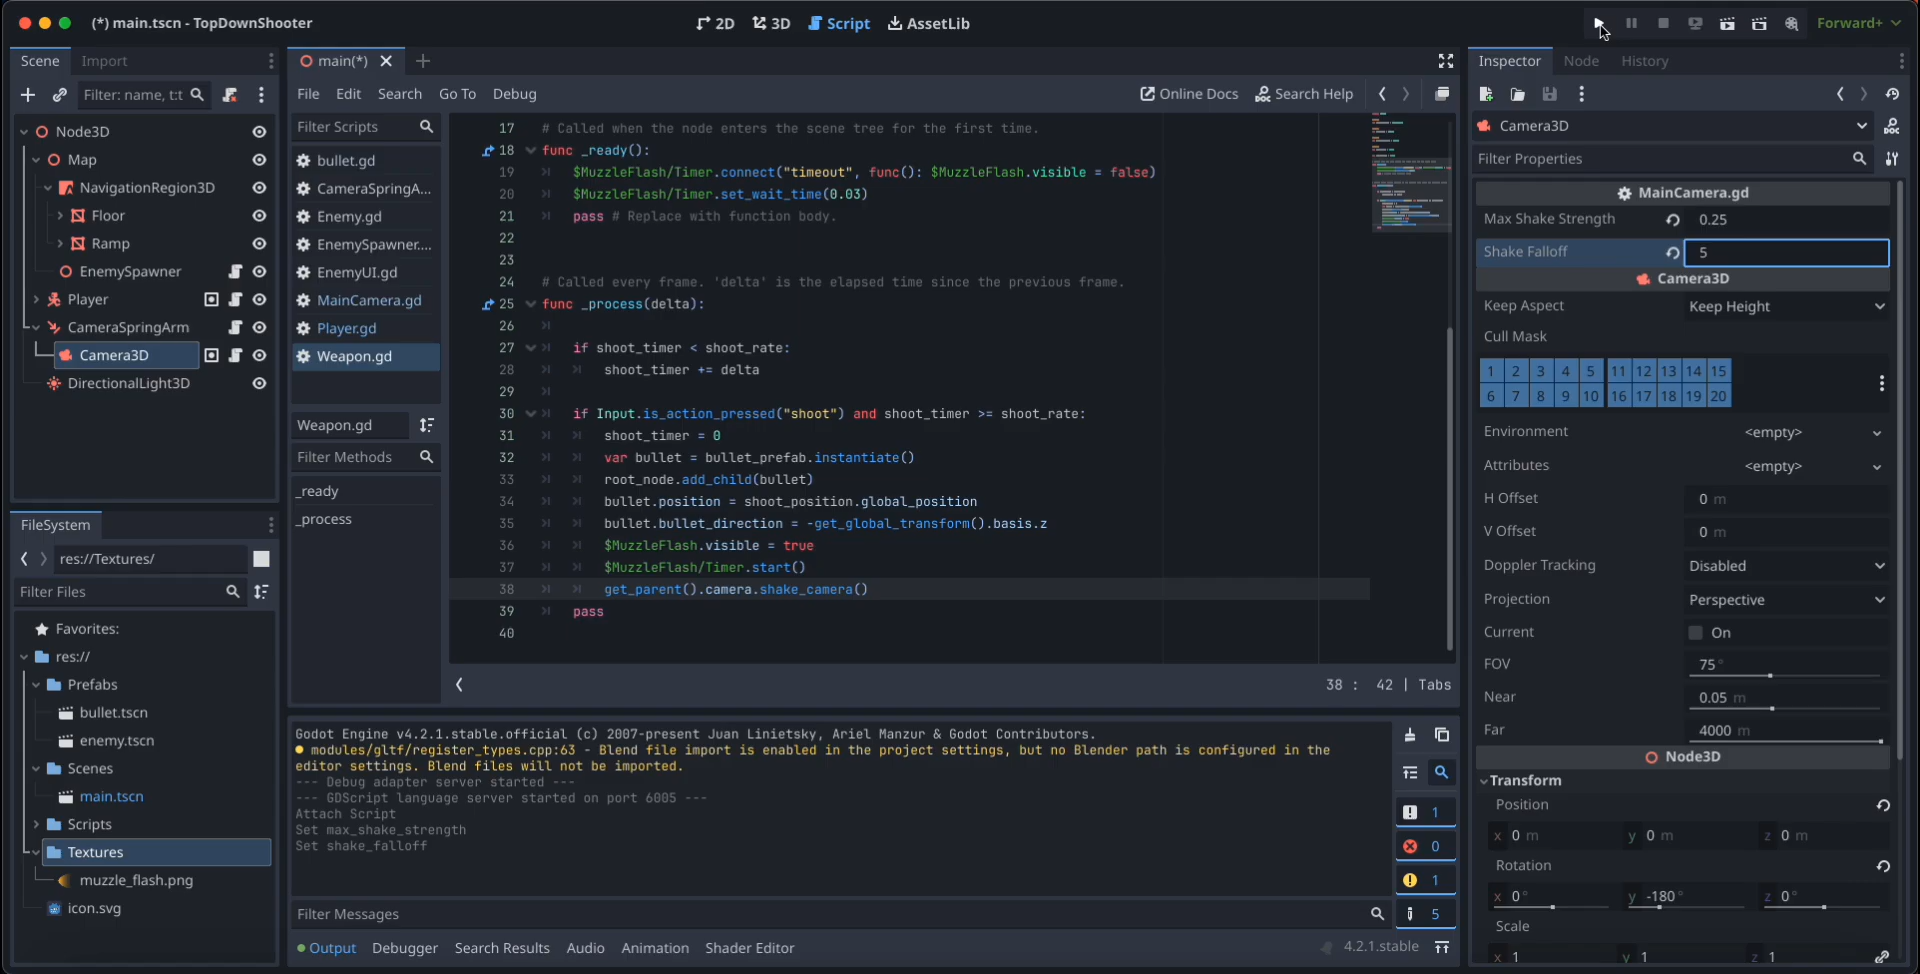 (*) main.tscn - TopDownShooter
2D
3D
Script
AssetLib
Forward+
Scene
Import
Filter: name, t:t
Node3D
Map
NavigationRegion3D
Floor
Ramp
EnemySpawner
Player
CameraSpringArm
Camera3D
DirectionalLight3D
FileSystem
res://Textures/
Filter Files
Favorites:
res://
Prefabs
bullet.tscn
enemy.tscn
Scenes
main.tscn
Scripts
Textures
muzzle_flash.png
icon.svg
main(*)
File Edit Search Go To Debug
Online Docs
Search Help
Filter Scripts
bullet.gd
CameraSpringA...
Enemy.gd
EnemySpawner....
EnemyUI.gd
MainCamera.gd
Player.gd
Weapon.gd
Weapon.gd
Filter Methods
_ready
_process
17 # Called when the node enters the scene tree for the first time.
18 func _ready():
19 $MuzzleFlash/Timer.connect("timeout", func(): $MuzzleFlash.visible = false)
20 $MuzzleFlash/Timer.set_wait_time(0.03)
21 pass # Replace with function body.
22
23
24 # Called every frame. 'delta' is the elapsed time since the previous frame.
25 func _process(delta):
26
27 if shoot_timer < shoot_rate:
28 shoot_timer += delta
29
30 if Input.is_action_pressed("shoot") and shoot_timer >= shoot_rate:
31 shoot_timer = 0
32 var bullet = bullet_prefab.instantiate()
33 root_node.add_child(bullet)
34 bullet.position = shoot_position.global_position
35 bullet.bullet_direction = -get_global_transform().basis.z
36 $MuzzleFlash.visible = true
37 $MuzzleFlash/Timer.start()
38 get_parent().camera.shake_camera()
39 pass
40
38 : 42 | Tabs
Godot Engine v4.2.1.stable.official (c) 2007-present Juan Linietsky, Ariel Manzur & Godot Contributors.
modules/gltf/register_types.cpp:63 - Blend file import is enabled in the project settings, but no Blender path is configured in the
editor settings. Blend files will not be imported.
--- Debug adapter server started ---
--- GDScript language server started on port 6005 ---
Attach Script
Set max_shake_strength
Set shake_falloff
1
0
1
5
Filter Messages
Output Debugger Search Results Audio Animation Shader Editor
4.2.1.stable
Inspector
Node
History
Camera3D
DOC
Filter Properties
MainCamera.gd
Max Shake Strength 0.25
Shake Falloff 5
Camera3D
Keep Aspect Keep Height
Cull Mask
1 2 3 4 5 11 12 13 14 15
6 7 8 9 10 16 17 18 19 20
Environment <empty>
Attributes <empty>
H Offset 0 m
V Offset 0 m
Doppler Tracking Disabled
Projection Perspective
Current On
FOV 75 °
Near 0.05 m
Far 4000 m
Node3D
Transform
Position
x 0 m y 0 m z 0 m
Rotation
x 0 ° y -180 ° z 0 °
Scale
x 1 y 1 z 1